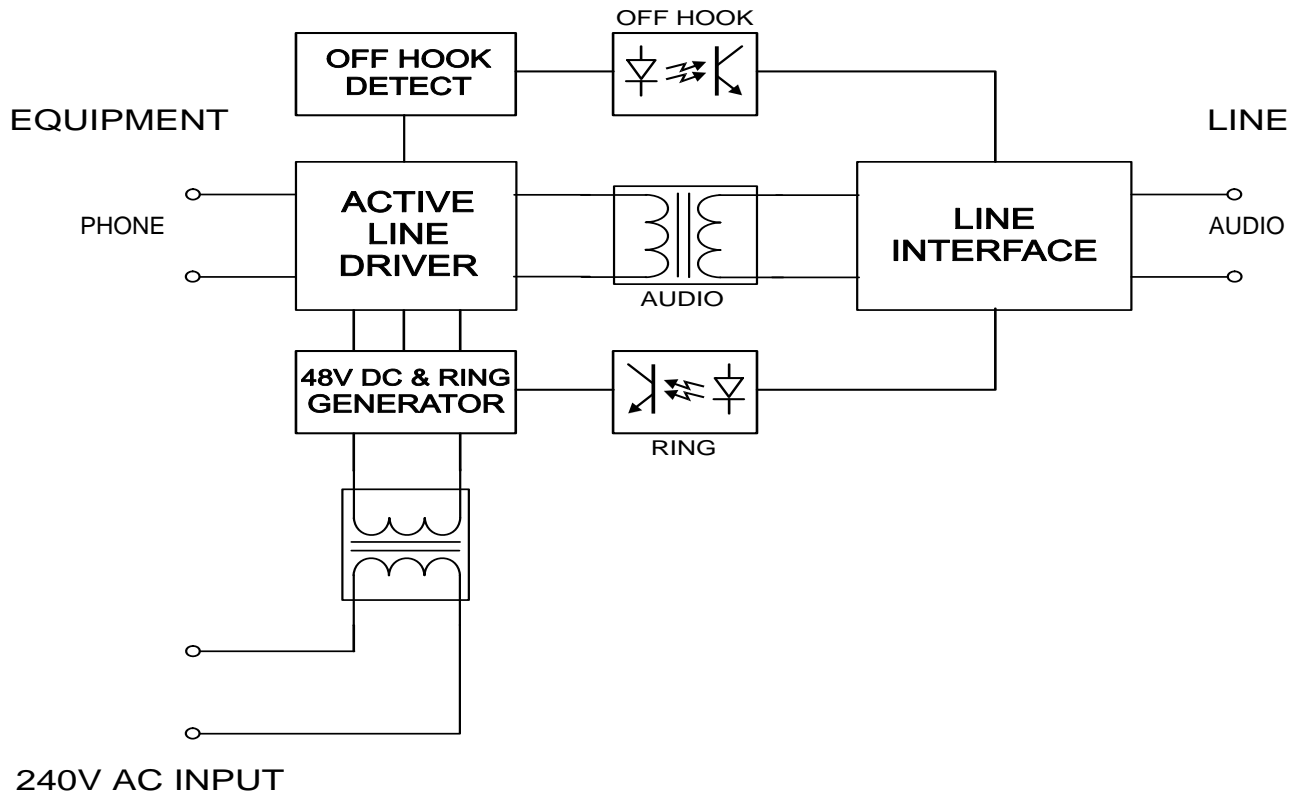 OFF HOOK
OFF HOOK
DETECT
EQUIPMENT
LINE
PHONE
ACTIVE
LINE
DRIVER
AUDIO
LINE
INTERFACE
AUDIO
48V DC & RING
GENERATOR
RING
240V AC INPUT